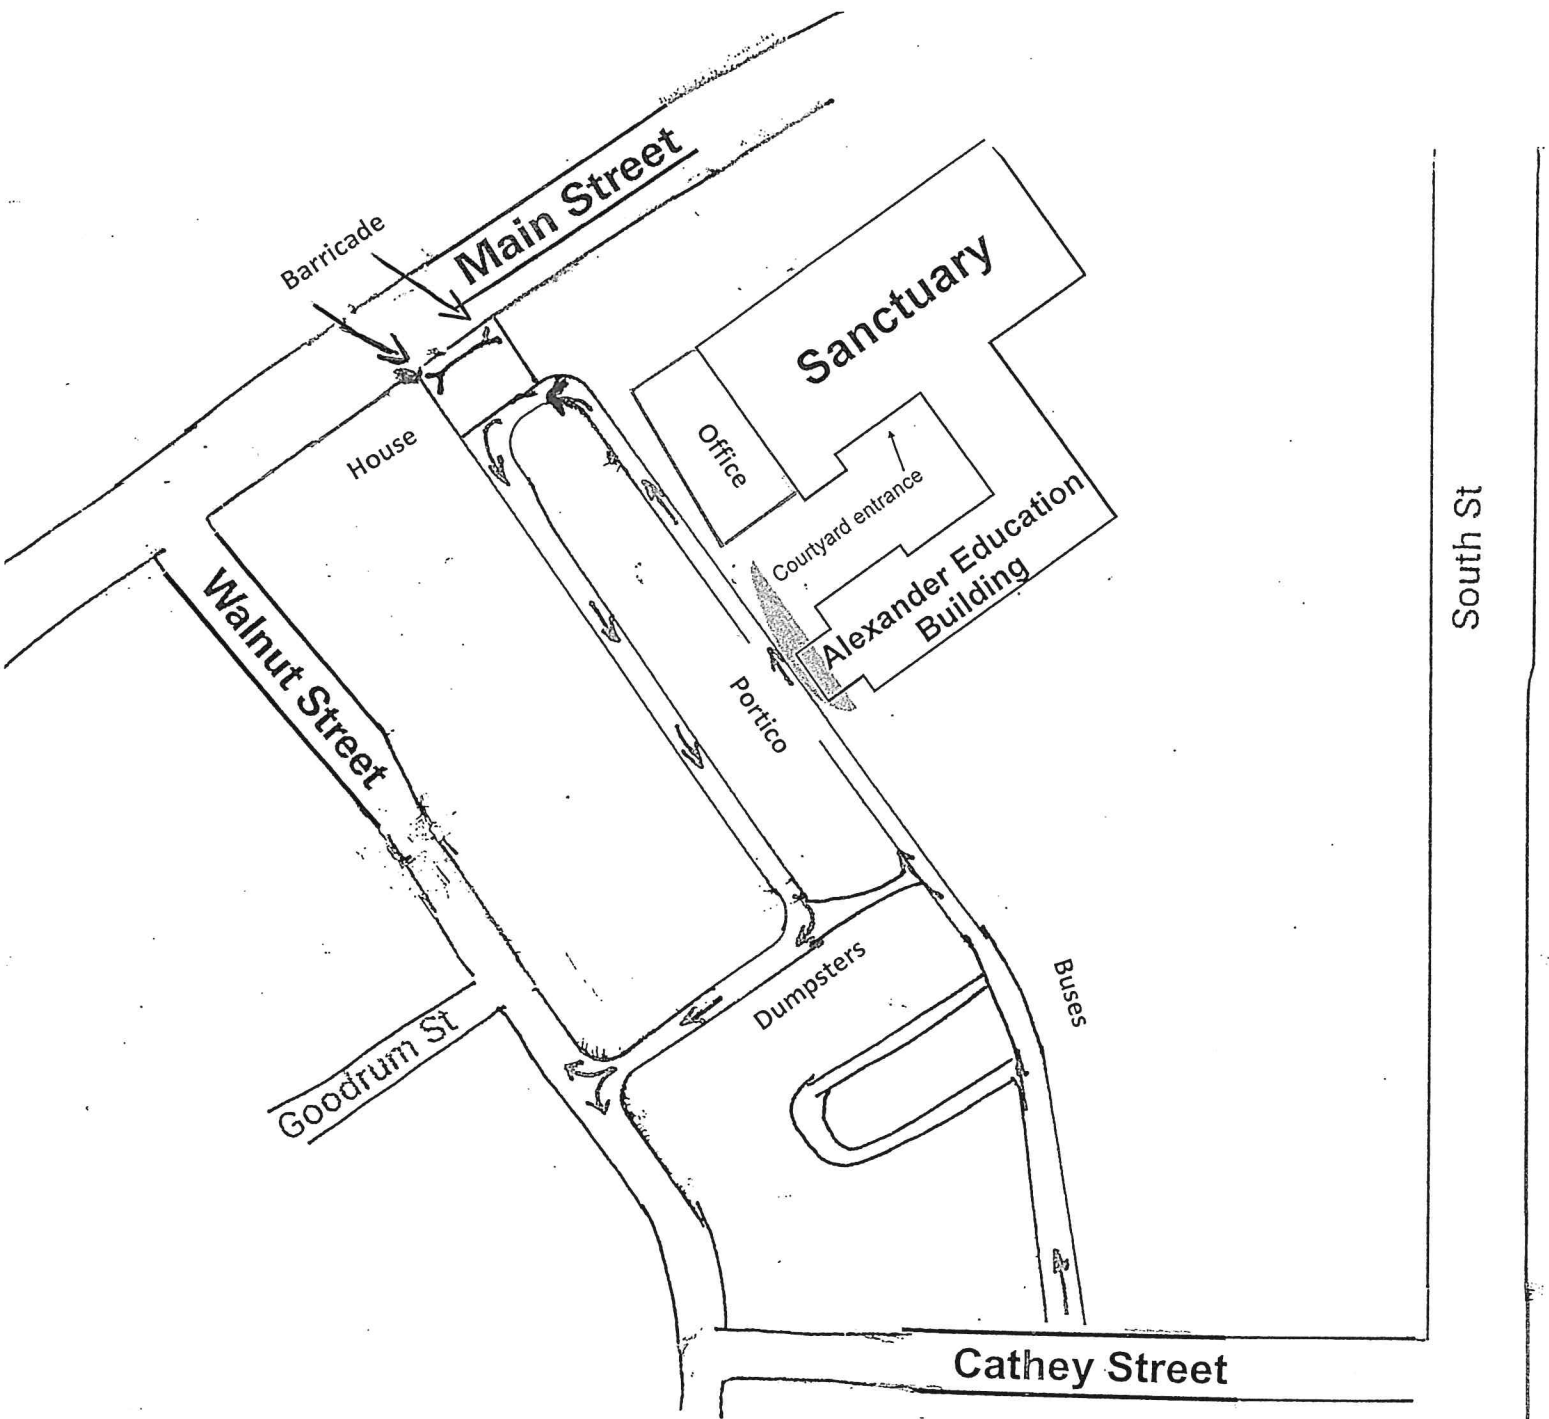 Main Street
Barricade
Sanctuary
House
Office
Courtyard entrance
Alexander Education
Building
South St
Walnut Street
Portico
Dumpsters
Buses
Goodrum St
Cathey Street